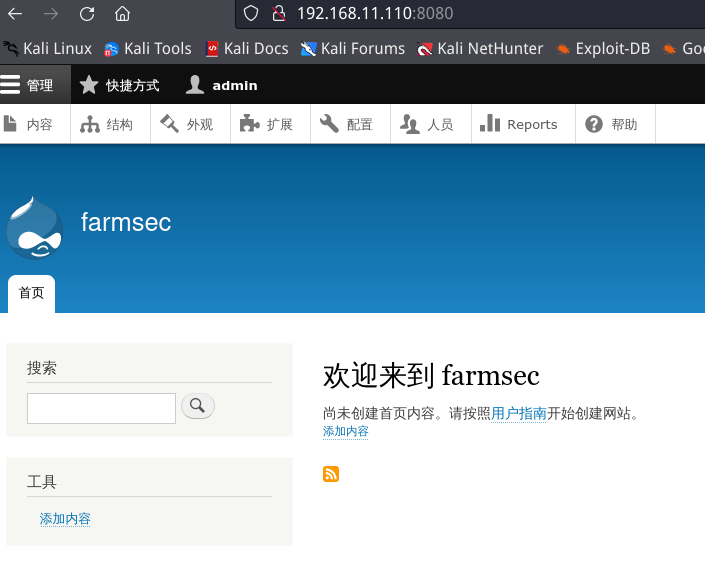 192.168.11.110:8080
Kali Linux Kali Tools Kali Docs Kali Forums Kali NetHunter Exploit-DB Goo
管理 快捷方式 admin
内容 结构 外观 扩展 配置 人员 Reports 帮助
farmsec
首页
搜索
欢迎来到 farmsec
尚未创建首页内容。请按照用户指南开始创建网站。
添加内容
工具
添加内容